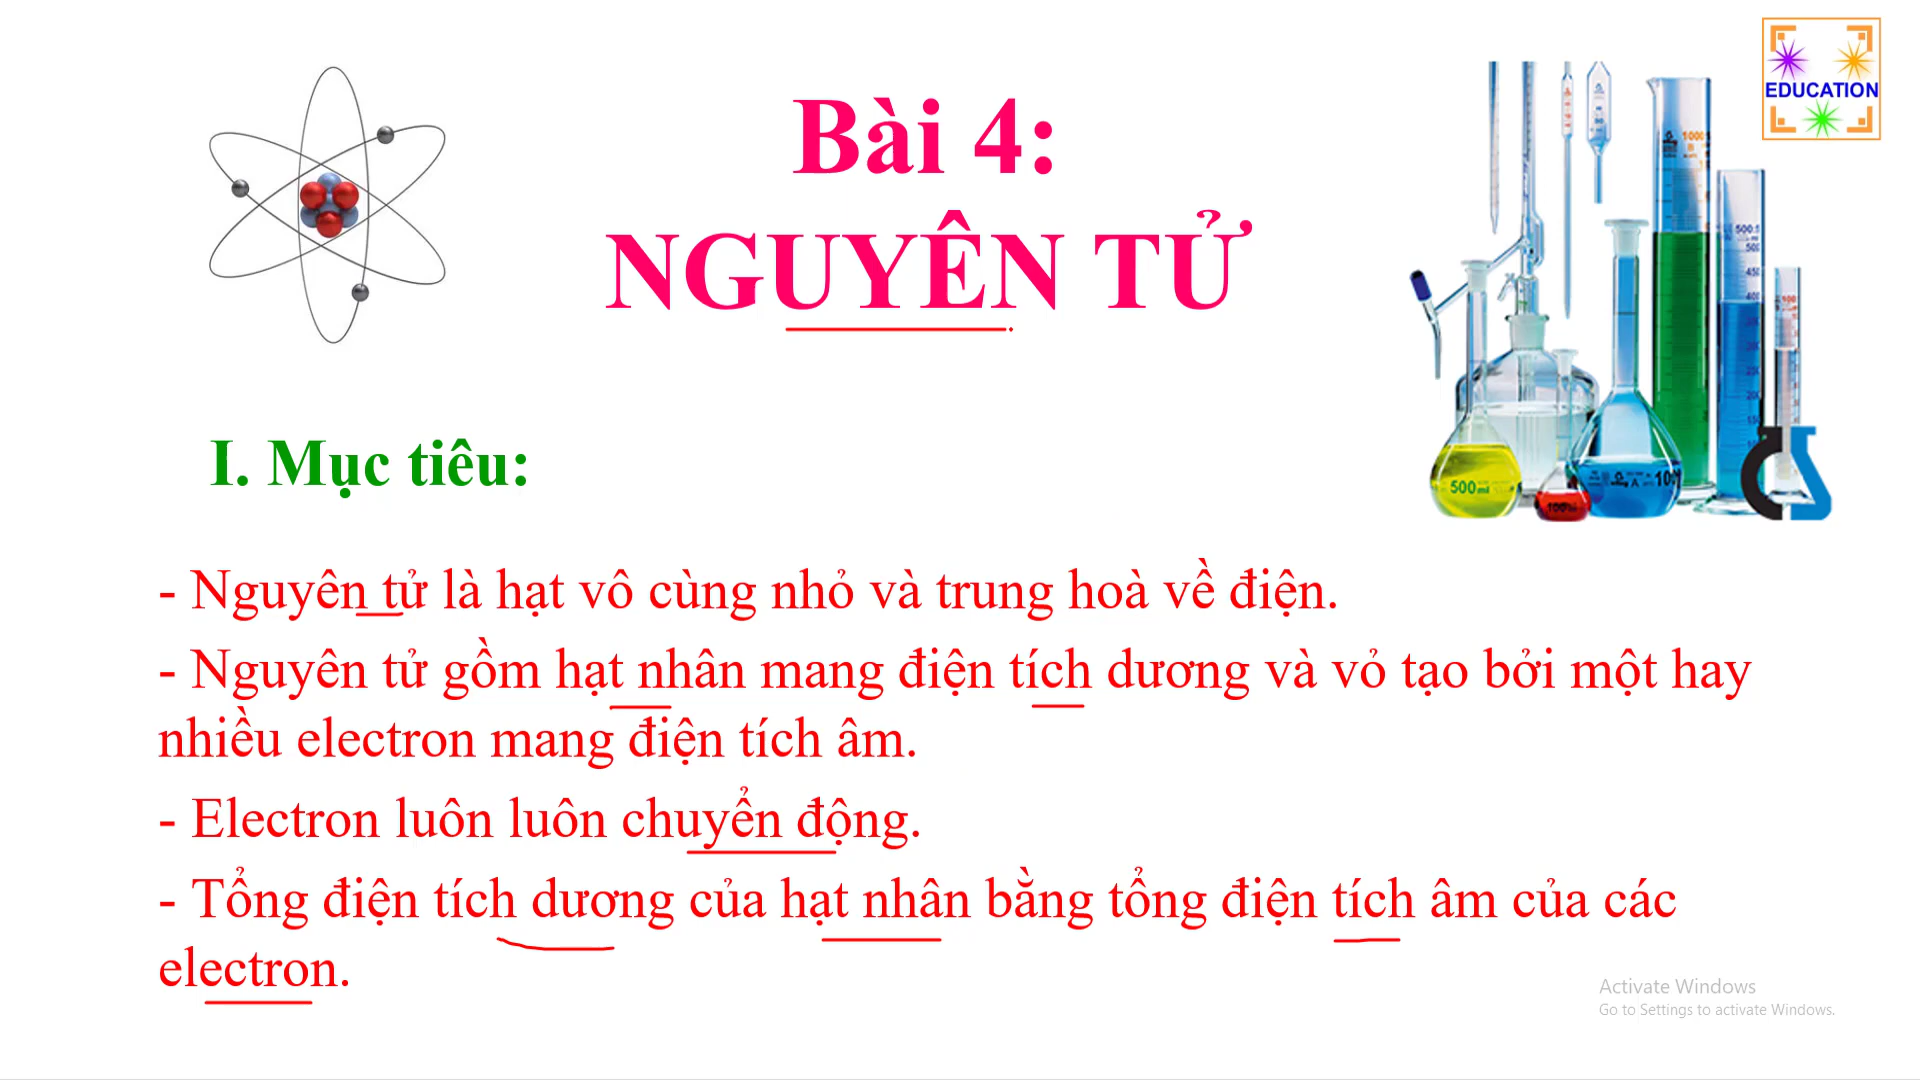 EDUCATION
Bài 4:
NGUYÊN TỬ
I. Mục tiêu:
- Nguyên tử là hạt vô cùng nhỏ và trung hoà về điện.
- Nguyên tử gồm hạt nhân mang điện tích dương và vỏ tạo bởi một hay
nhiều electron mang điện tích âm.
- Electron luôn luôn chuyển động.
- Tổng điện tích dương của hạt nhân bằng tổng điện tích âm của các
electron.
500 ml
Activate Windows
Go to Settings to activate Windows.